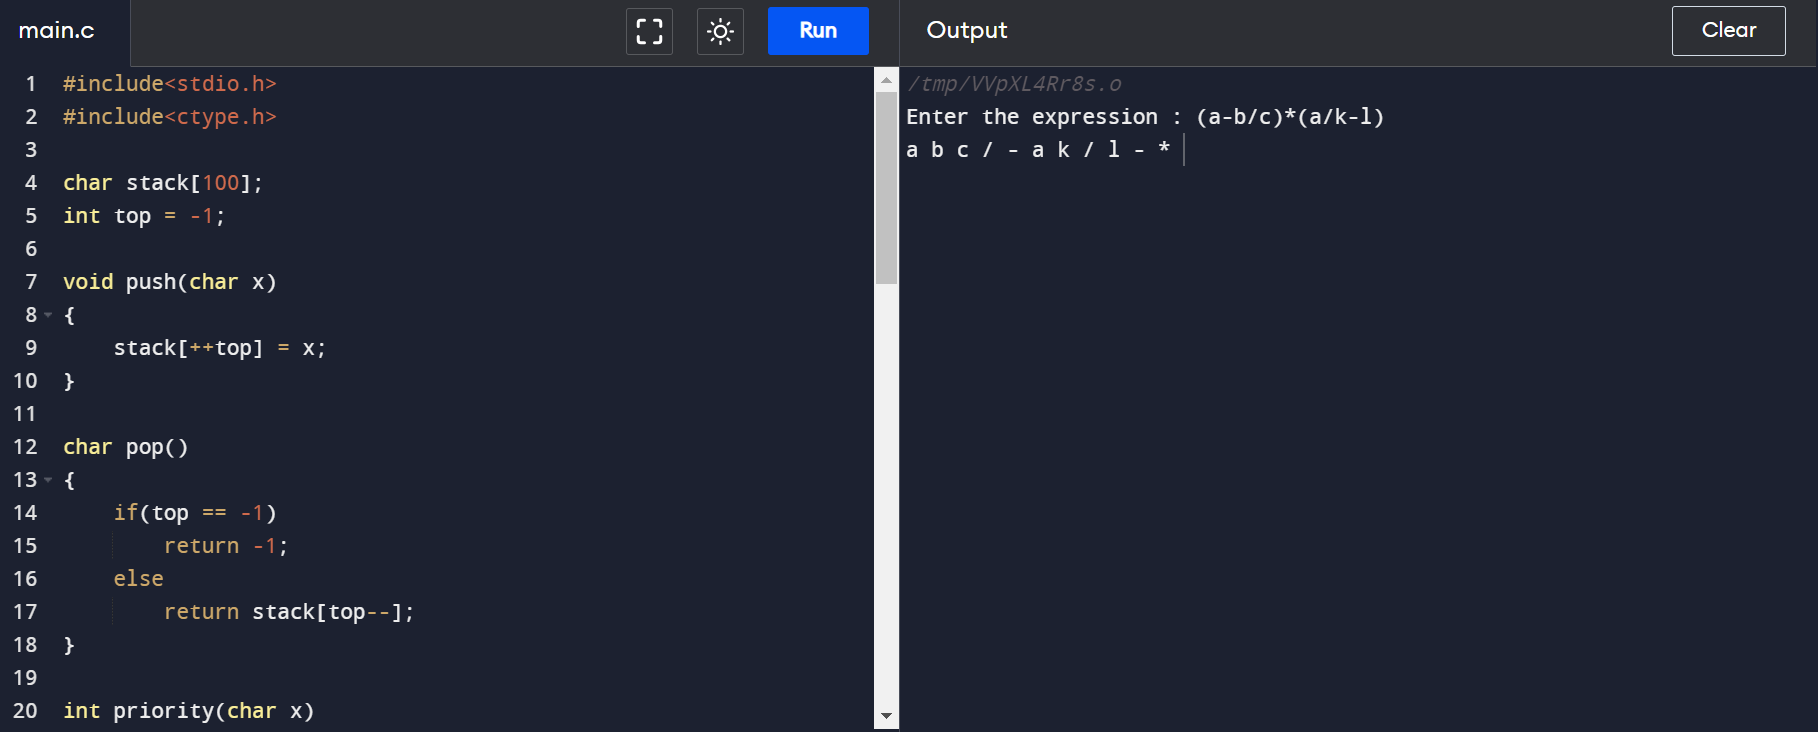 main.c
Run
Output
Clear
1 #include<stdio.h>
2 #include<ctype.h>
3
4 char stack[100];
5 int top = -1;
6
7 void push(char x)
8 {
9     stack[++top] = x;
10 }
11
12 char pop()
13 {
14     if(top == -1)
15         return -1;
16     else
17         return stack[top--];
18 }
19
20 int priority(char x)
/tmp/VVpXL4Rr8s.o
Enter the expression : (a-b/c)*(a/k-l)
a b c / - a k / l - *